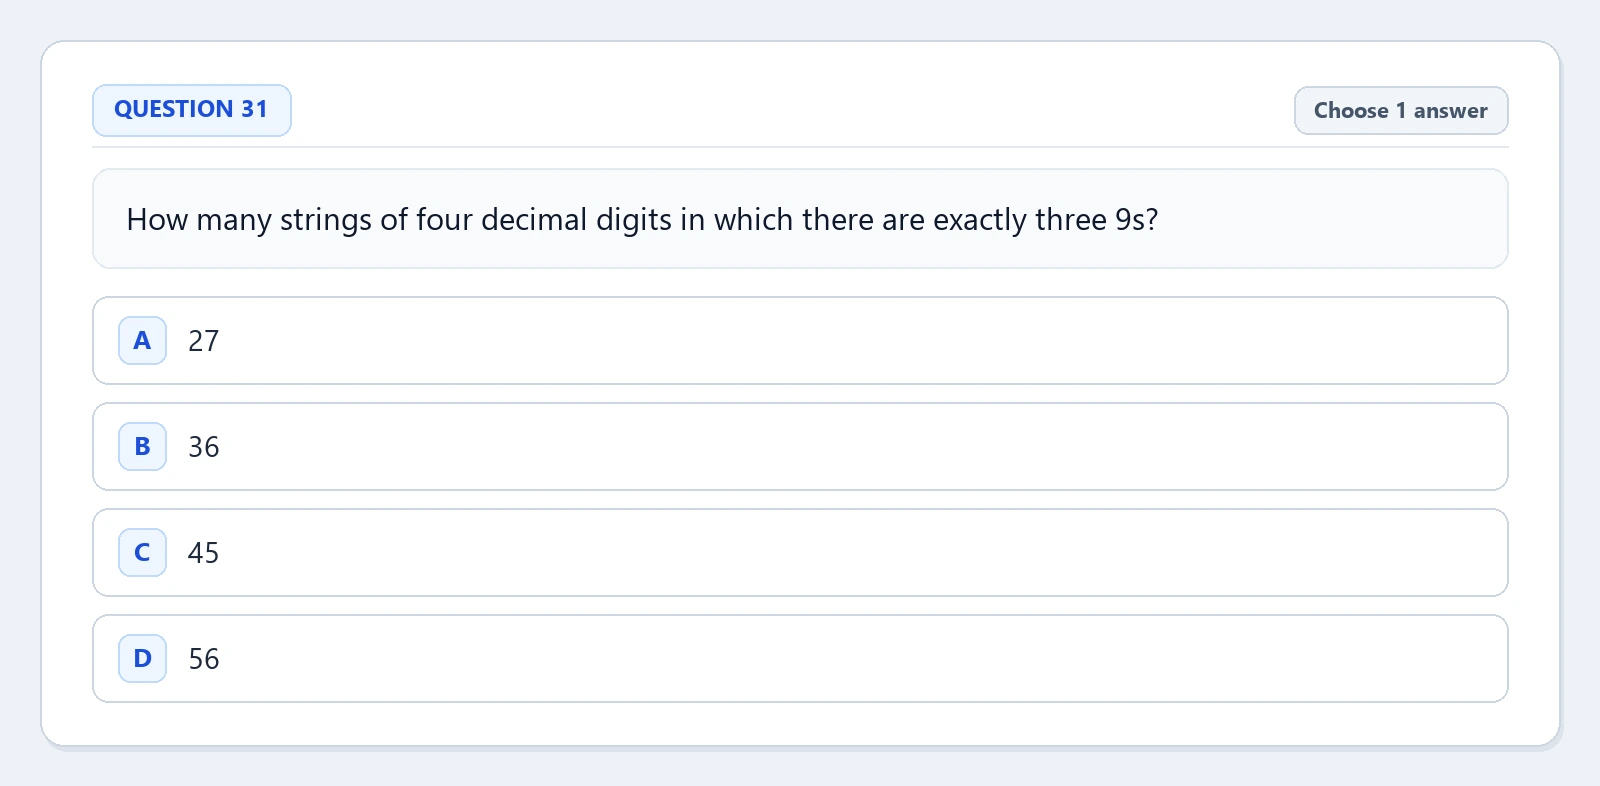 QUESTION 31
Choose 1 answer
How many strings of four decimal digits in which there are exactly three 9s?
A 27
B 36
C 45
D 56